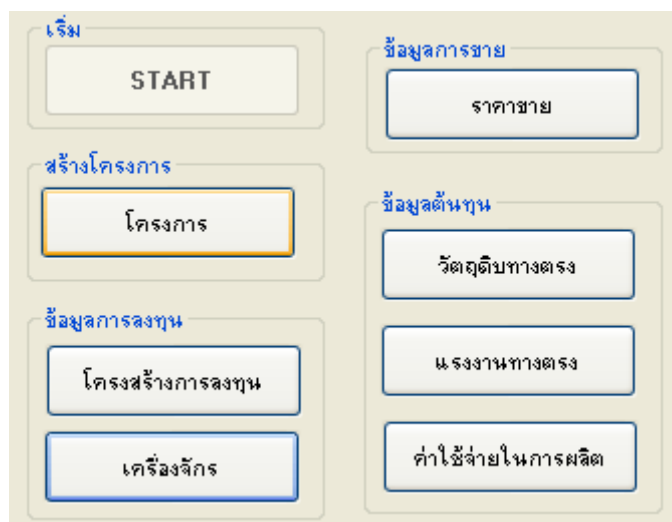 เริ่ม
START
สร้างโครงการ
โครงการ
ข้อมูลการลงทุน
โครงสร้างการลงทุน
เครื่องจักร
ข้อมูลการขาย
ราคาขาย
ข้อมูลต้นทุน
วัตถุดิบทางตรง
แรงงานทางตรง
ค่าใช้จ่ายในการผลิต